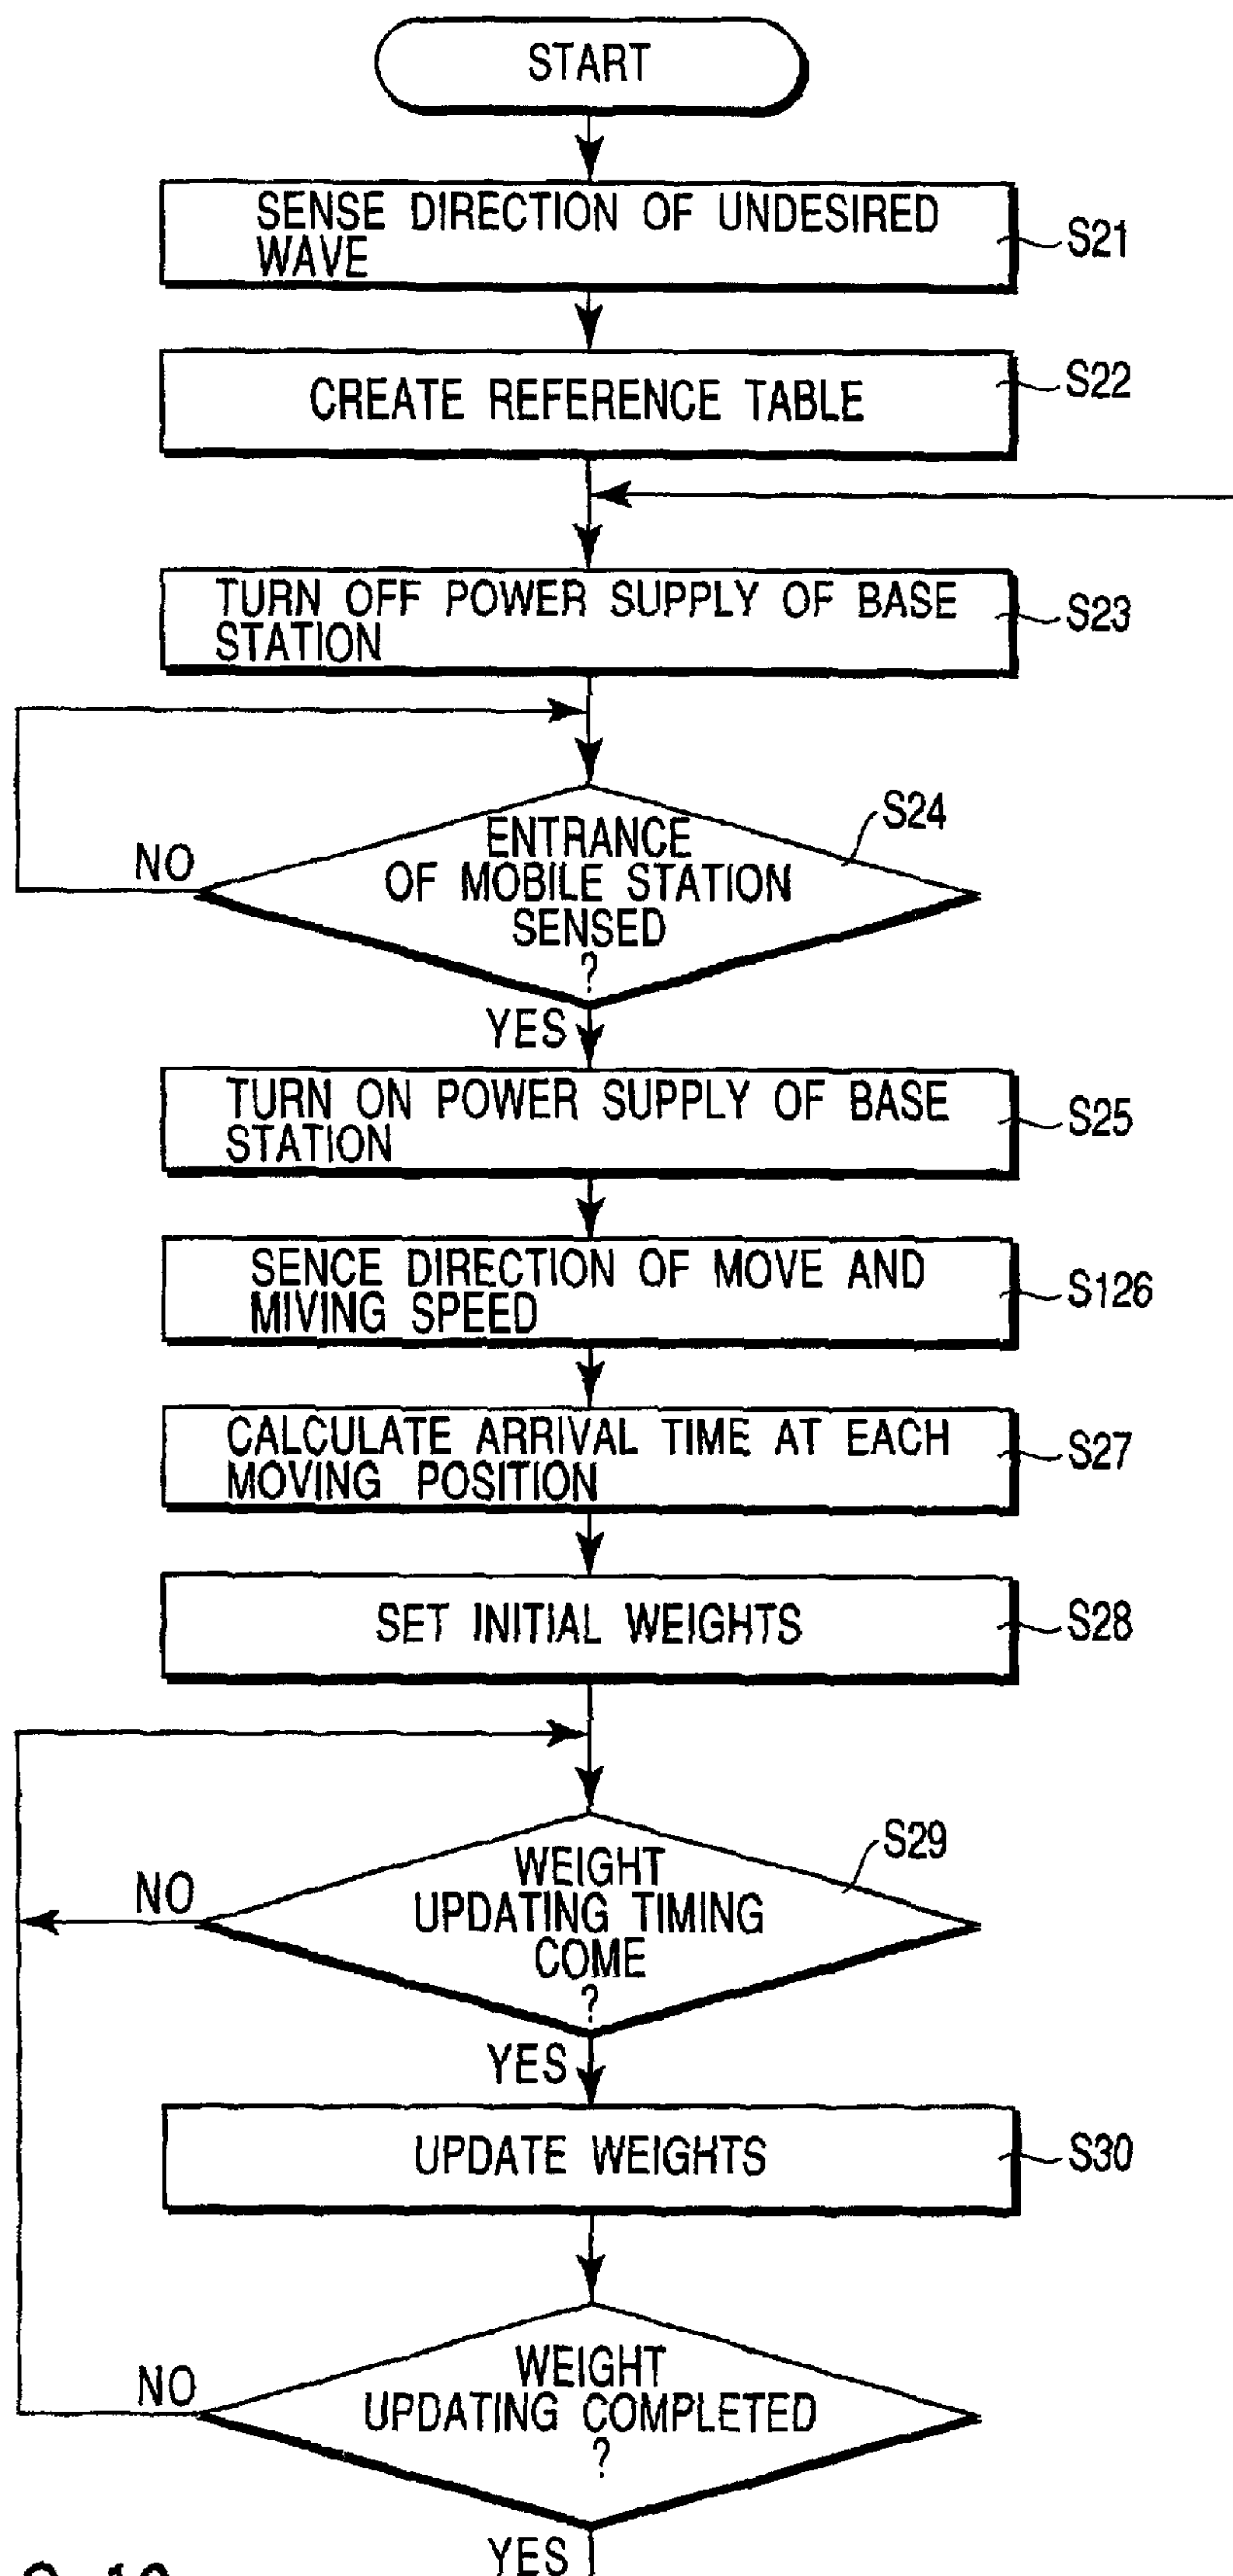 START
SENSE DIRECTION OF UNDESIRED
WAVE
S21
CREATE REFERENCE TABLE
S22
TURN OFF POWER SUPPLY OF BASE
STATION
S23
ENTRANCE
OF MOBILE STATION
SENSED
?
S24
NO
YES
TURN ON POWER SUPPLY OF BASE
STATION
S25
SENCE DIRECTION OF MOVE AND
MIVING SPEED
S126
CALCULATE ARRIVAL TIME AT EACH
MOVING POSITION
S27
SET INITIAL WEIGHTS
S28
WEIGHT
UPDATING TIMING
COME
?
S29
NO
YES
UPDATE WEIGHTS
S30
WEIGHT
UPDATING COMPLETED
?
NO
YES